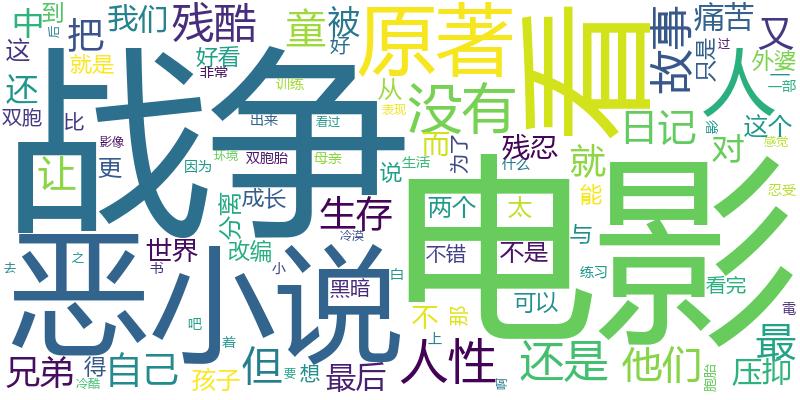 中
到
后
我们
残酷
童
被
好
原著
看
故事
痛苦
又
这
把
就是
好看
非常
只是
过
外婆
二部
还
战争
训练
从
表现
没有
人
双胞
比
影像
出来
看过
而
为了
残忍
日记
这个
影
感觉
让
更
因为
环境
双胞胎
母亲
生活
说
什么
就
对
能
忍受
成长
分离
生存
两个
太
电影
与
恶
小说
世界
改编
冷漠
不错
不是
练习
看完
去
之
书
小
黑暗
白
不
那
可以
電
吧
着
上
最
兄弟
得
冷酷
自己
孩子
但
要
想
最后
人性
啊
还是
他们
胞胎
压抑